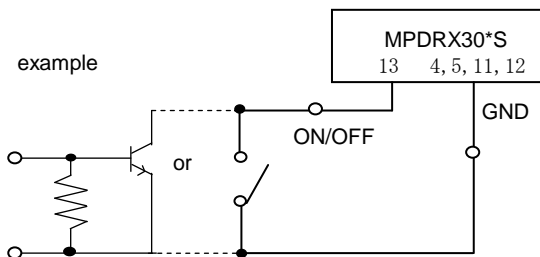 MPDRX30*S
example
13 4, 5, 11, 12
GND
ON/OFF
or